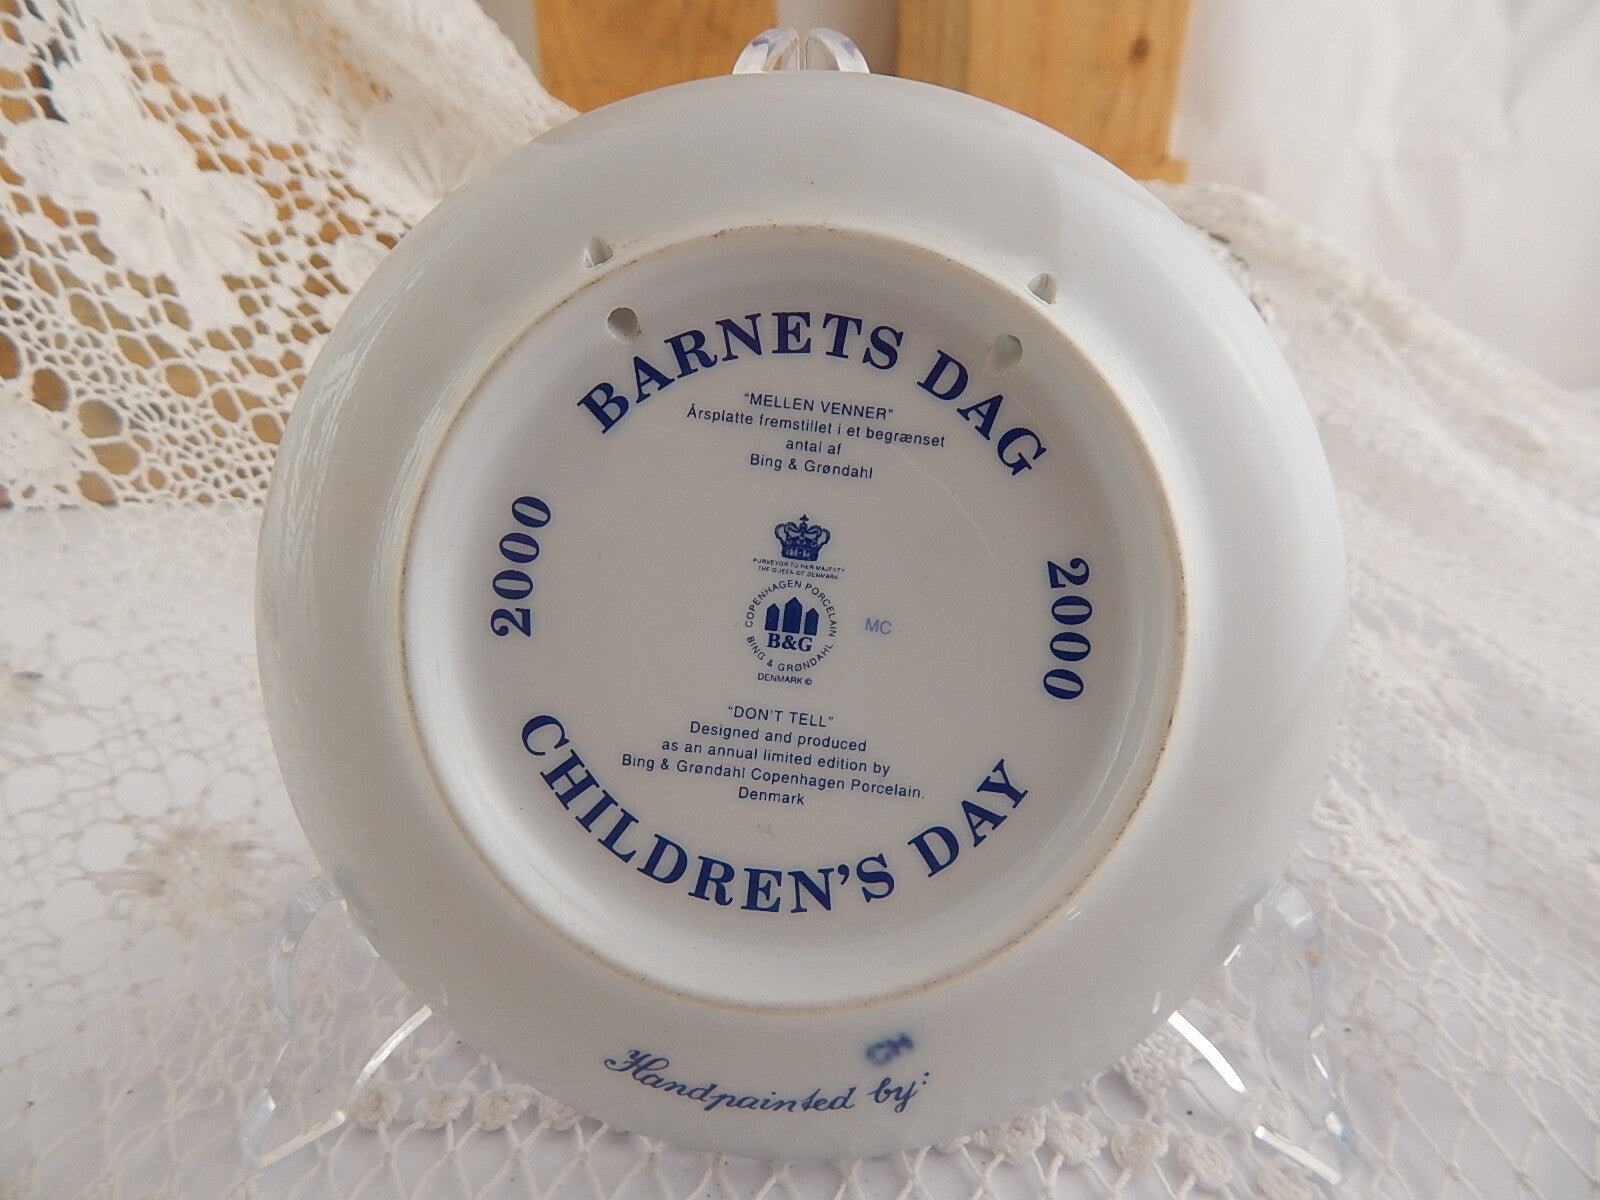 BARNETS DAG
"MELLEN VENNER"
Årsplatte fremstillet i et begrænset
antal af
Bing & Grøndahl
2000
2000
PURVEYOR TO HER MAJESTY
THE QUEEN OF DENMARK
COPENHAGEN PORCELAIN
B&G
BING & GRØNDAHL
DENMARK ©
MC
"DON'T TELL"
Designed and produced
as an annual limited edition by
Bing & Grøndahl Copenhagen Porcelain.
Denmark
CHILDREN'S DAY
Handpainted by: